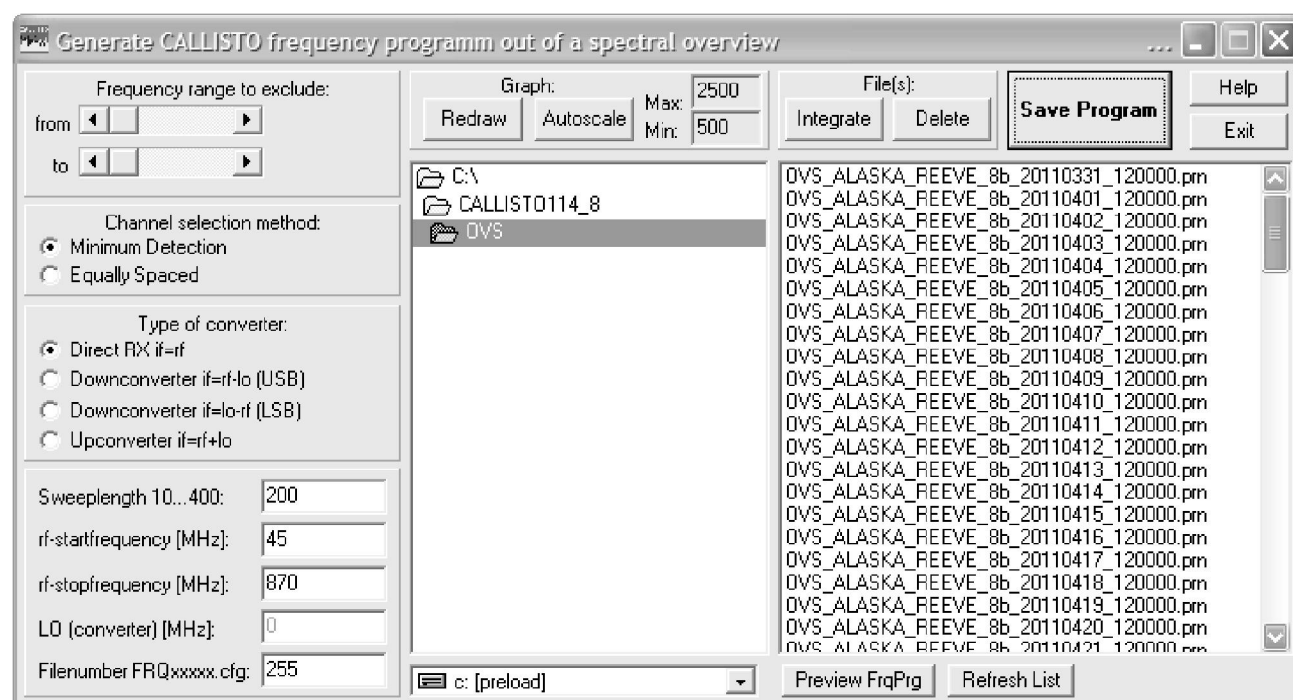 Generate CALLISTO frequency programm out of a spectral overview ...
Frequency range to exclude:
from
to
Channel selection method:
Minimum Detection
Equally Spaced
Type of converter:
Direct RX if=rf
Downconverter if=rf-lo (USB)
Downconverter if=lo-rf (LSB)
Upconverter if=rf+lo
Sweeplength 10...400: 200
rf-startfrequency [MHz]: 45
rf-stopfrequency [MHz]: 870
LO (converter) [MHz]: 0
Filenumber FRQxxxxx.cfg: 255
Graph:
Redraw Autoscale
Max: 2500
Min: 500
C:\
CALLISTO114_8
OVS
c: [preload]
File(s):
Integrate Delete
Save Program
Help
Exit
OVS_ALASKA_REEVE_8b_20110331_120000.prn
OVS_ALASKA_REEVE_8b_20110401_120000.prn
OVS_ALASKA_REEVE_8b_20110402_120000.prn
OVS_ALASKA_REEVE_8b_20110403_120000.prn
OVS_ALASKA_REEVE_8b_20110404_120000.prn
OVS_ALASKA_REEVE_8b_20110405_120000.prn
OVS_ALASKA_REEVE_8b_20110406_120000.prn
OVS_ALASKA_REEVE_8b_20110407_120000.prn
OVS_ALASKA_REEVE_8b_20110408_120000.prn
OVS_ALASKA_REEVE_8b_20110409_120000.prn
OVS_ALASKA_REEVE_8b_20110410_120000.prn
OVS_ALASKA_REEVE_8b_20110411_120000.prn
OVS_ALASKA_REEVE_8b_20110412_120000.prn
OVS_ALASKA_REEVE_8b_20110413_120000.prn
OVS_ALASKA_REEVE_8b_20110414_120000.prn
OVS_ALASKA_REEVE_8b_20110415_120000.prn
OVS_ALASKA_REEVE_8b_20110416_120000.prn
OVS_ALASKA_REEVE_8b_20110417_120000.prn
OVS_ALASKA_REEVE_8b_20110418_120000.prn
OVS_ALASKA_REEVE_8b_20110419_120000.prn
OVS_ALASKA_REEVE_8b_20110420_120000.prn
OVS_ALASKA_REEVE_8b_20110421_120000.prn
Preview FrqPrg Refresh List